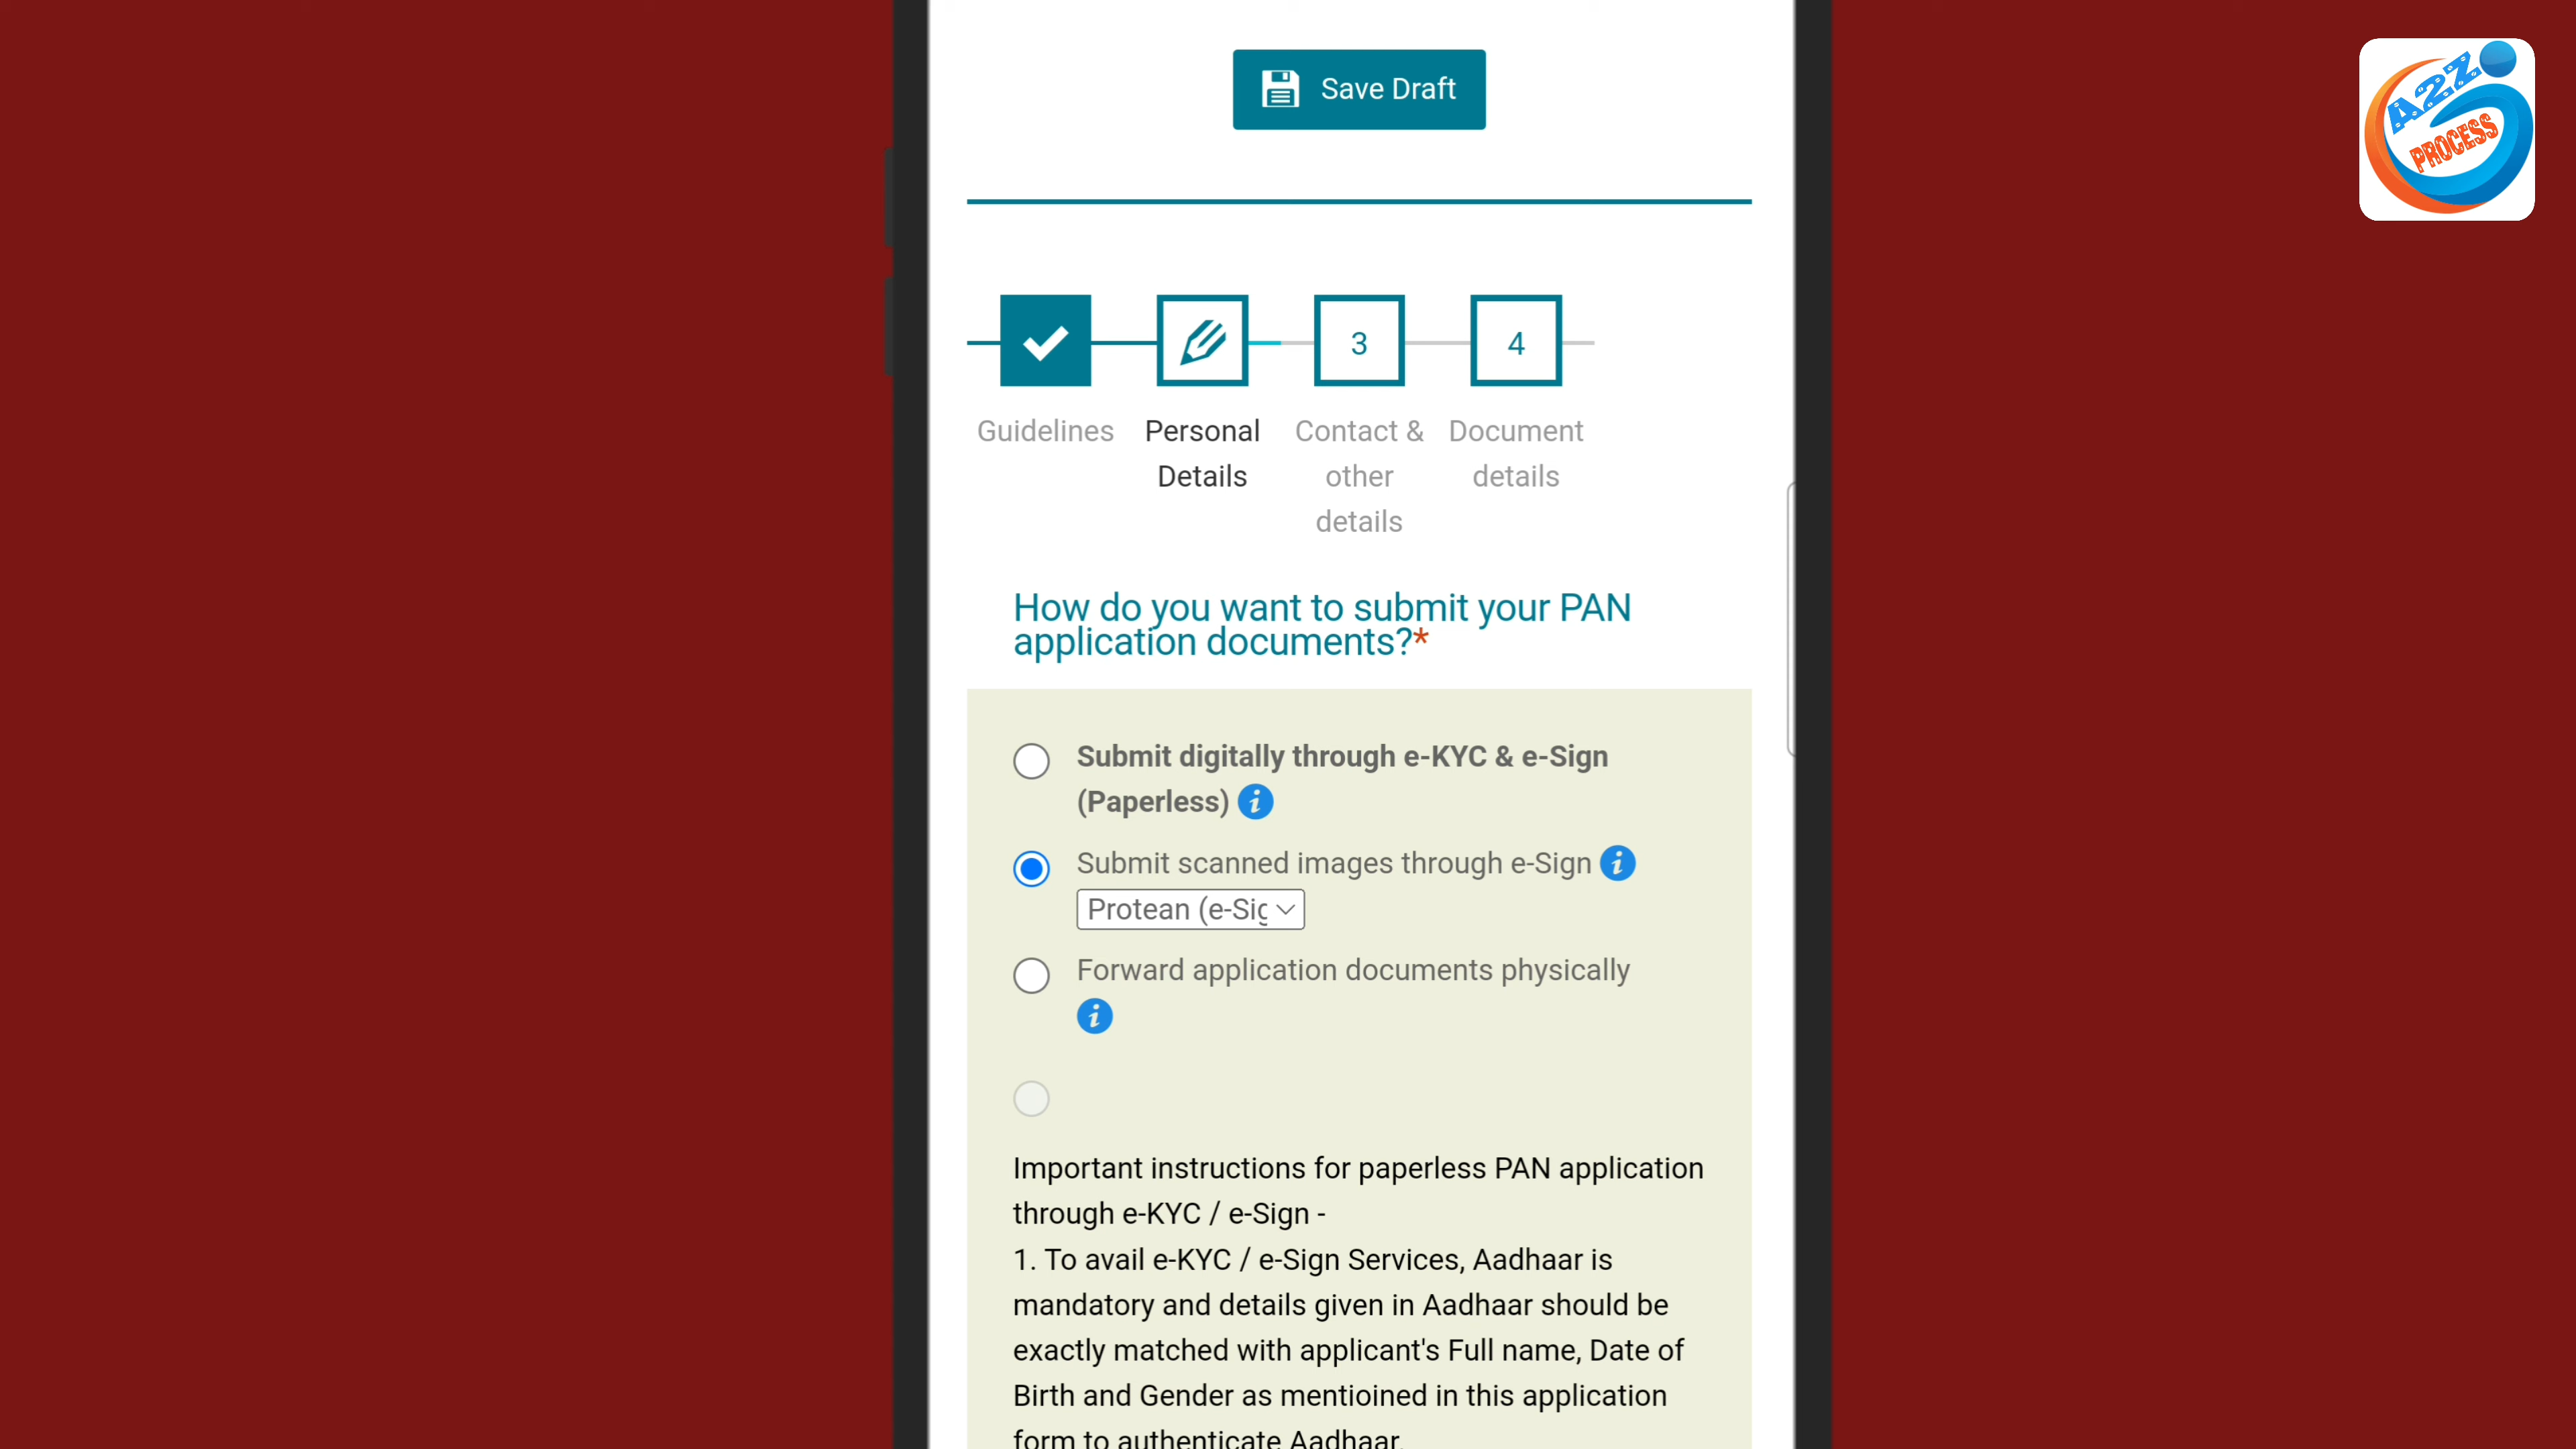 Save Draft
A2Z
PROCESS
3
4
Guidelines
Personal
Details
Contact &
other
details
Document
details
How do you want to submit your PAN
application documents?*
Submit digitally through e-KYC & e-Sign
(Paperless) i
Submit scanned images through e-Sign i
Protean (e-Sig
Forward application documents physically
i
Important instructions for paperless PAN application
through e-KYC / e-Sign -
1. To avail e-KYC / e-Sign Services, Aadhaar is
mandatory and details given in Aadhaar should be
exactly matched with applicant's Full name, Date of
Birth and Gender as mentioined in this application
form to authenticate Aadhaar.